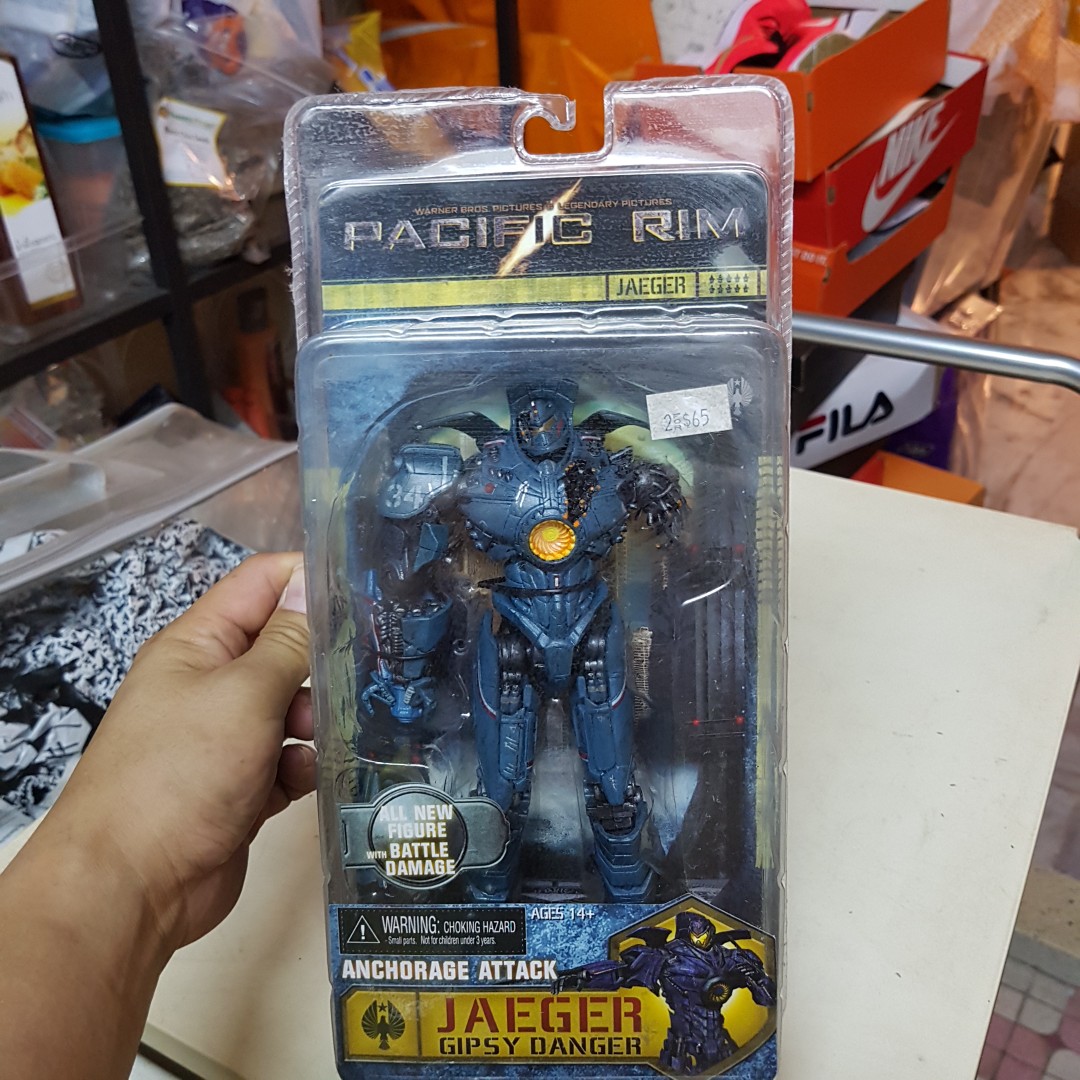 WARNER BROS. PICTURES LEGENDARY PICTURES
PACIFIC RIM
JAEGER
$65
ALL NEW
FIGURE
WITH BATTLE
DAMAGE
AGES 14+
WARNING: CHOKING HAZARD
- Small parts. Not for children under 3 years.
ANCHORAGE ATTACK
JAEGER
GIPSY DANGER
NIKE
FILA